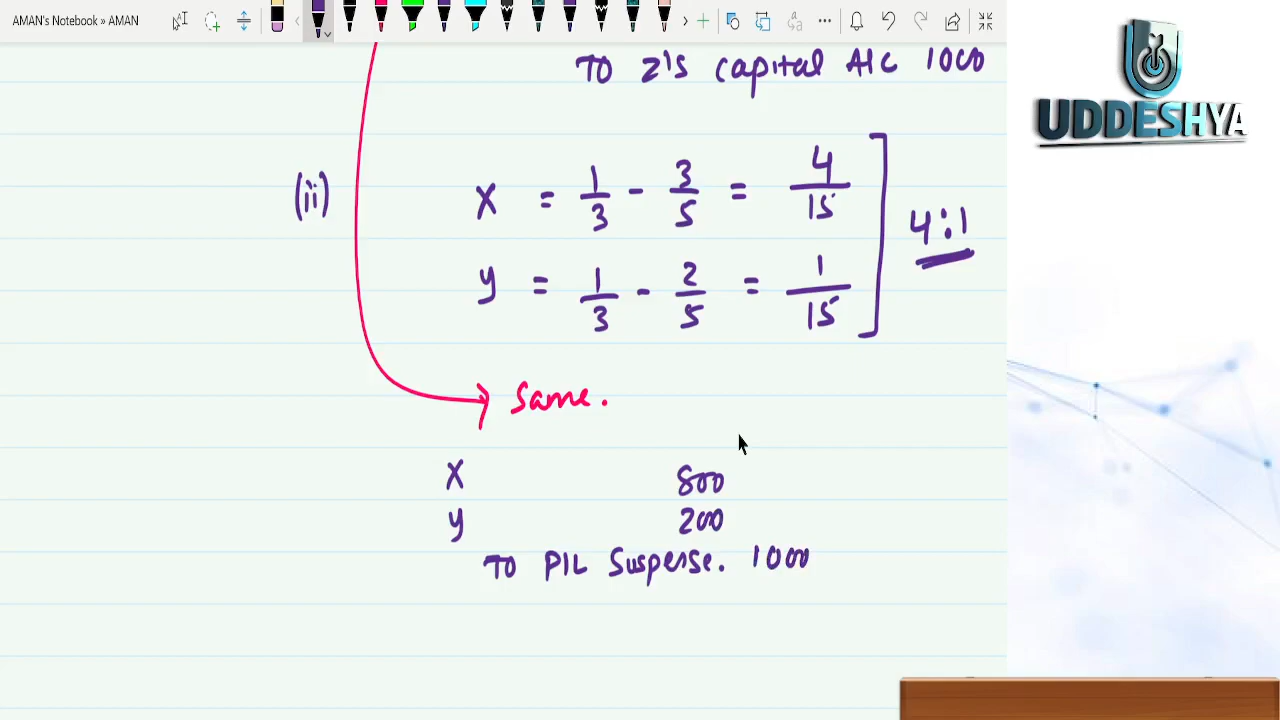 AMAN's Notebook » AMAN
UDDESHYA
To Z's capital A/C 1000
(ii) X = 1/3 - 3/5 = 4/15
4:1
Y = 1/3 - 2/5 = 1/15
Same.
X 800
Y 200
To P/L Suspense. 1000